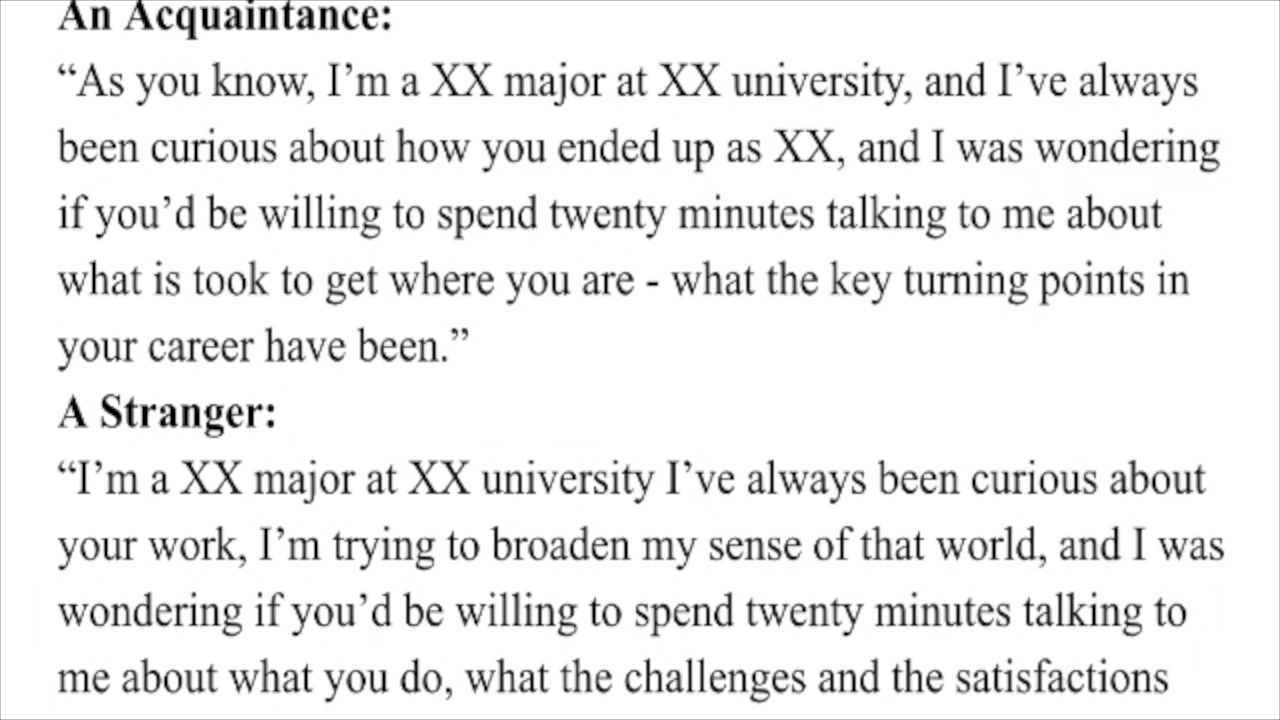 An Acquaintance:
“As you know, I’m a XX major at XX university, and I’ve always
been curious about how you ended up as XX, and I was wondering
if you’d be willing to spend twenty minutes talking to me about
what is took to get where you are - what the key turning points in
your career have been.”
A Stranger:
“I’m a XX major at XX university I’ve always been curious about
your work, I’m trying to broaden my sense of that world, and I was
wondering if you’d be willing to spend twenty minutes talking to
me about what you do, what the challenges and the satisfactions